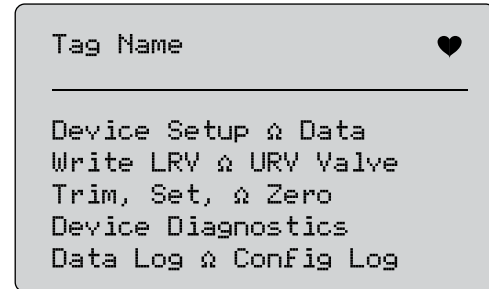 Tag Name ♥
Device Setup Ω Data
Write LRV Ω URV Valve
Trim, Set, Ω Zero
Device Diagnostics
Data Log Ω Config Log